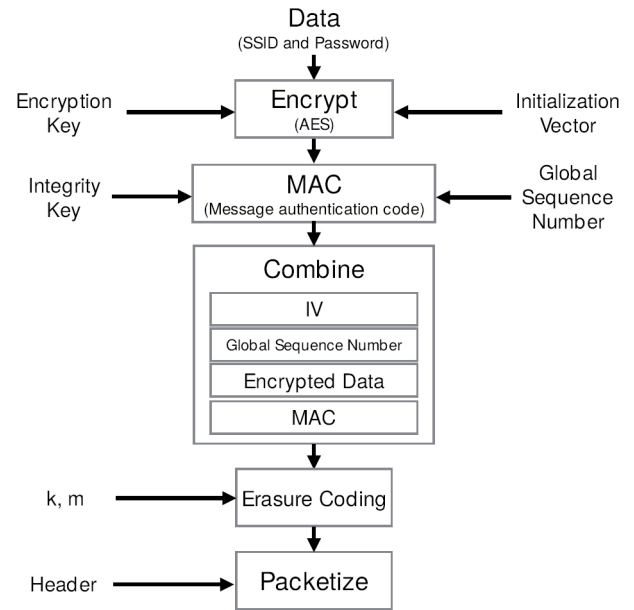 Data
(SSID and Password)
Encryption
Key
Encrypt
(AES)
Initialization
Vector
Integrity
Key
MAC
(Message authentication code)
Global
Sequence
Number
Combine
IV
Global Sequence Number
Encrypted Data
MAC
k, m
Erasure Coding
Header
Packetize